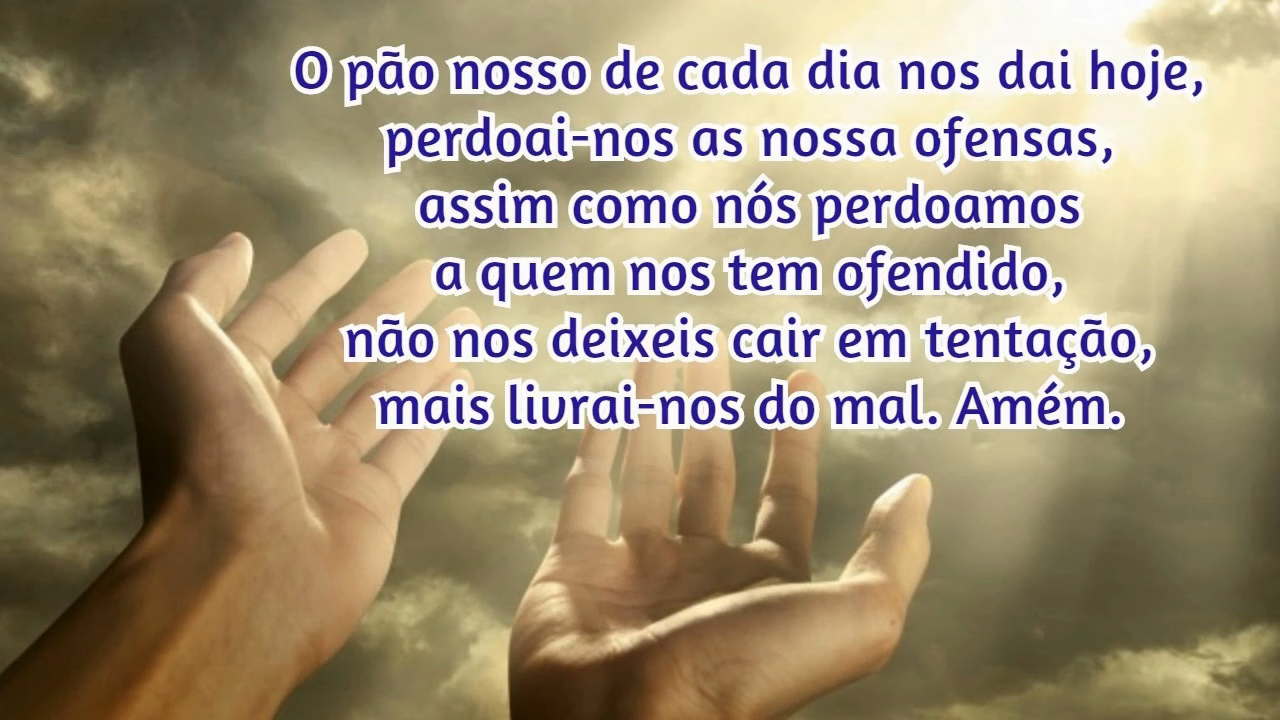 O pão nosso de cada dia nos dai hoje,
perdoai-nos as nossa ofensas,
assim como nós perdoamos
a quem nos tem ofendido,
não nos deixeis cair em tentação,
mais livrai-nos do mal. Amém.